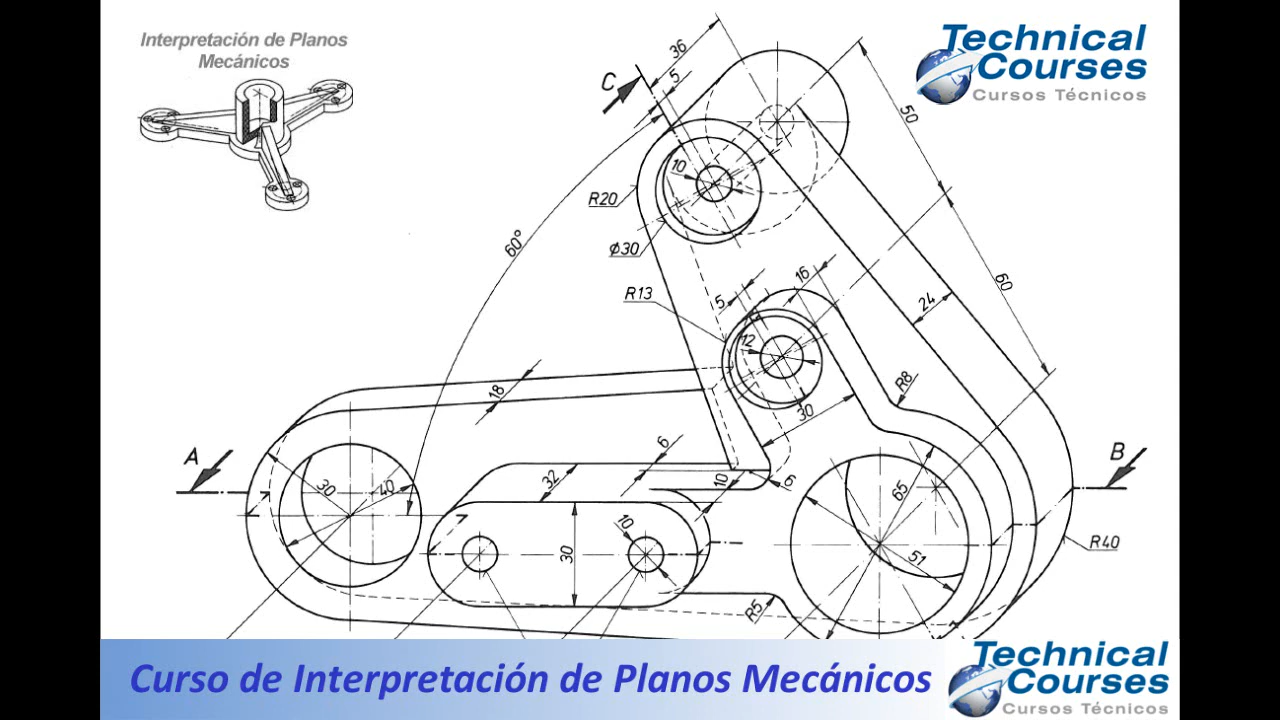 Interpretación de Planos
Mecánicos
Technical
Courses
Cursos Técnicos
36
5
C
50
10
R20
Ø30
60°
16
R13
5
60
24
12
18
R8
30
A
6
B
32
10
6
30
40
65
10
30
51
R40
R5
Curso de Interpretación de Planos Mecánicos
Technical
Courses
Cursos Técnicos